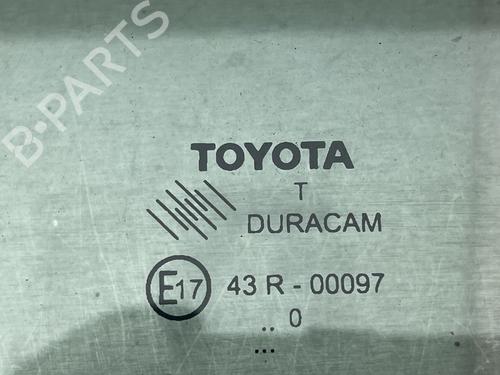 B-PARTS
TOYOTA
T
DURACAM
E17 43 R - 00097
.. 0
...